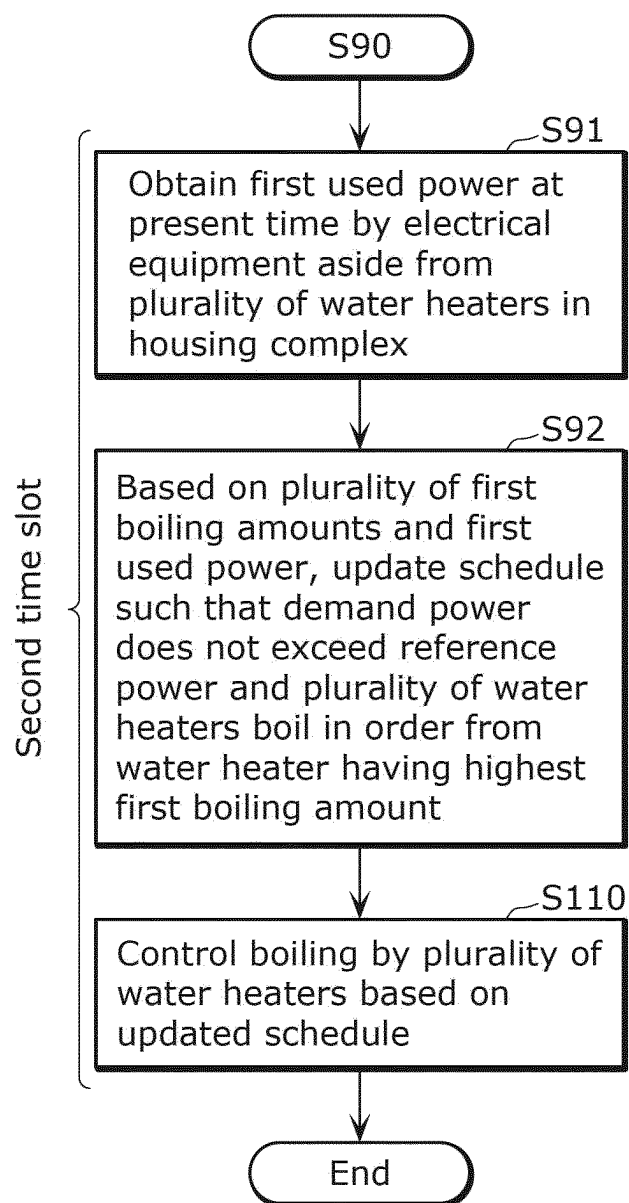 S90
S91
Obtain first used power at
present time by electrical
equipment aside from
plurality of water heaters in
housing complex
S92
Based on plurality of first
boiling amounts and first
used power, update schedule
such that demand power
does not exceed reference
power and plurality of water
heaters boil in order from
water heater having highest
first boiling amount
Second time slot
S110
Control boiling by plurality of
water heaters based on
updated schedule
End